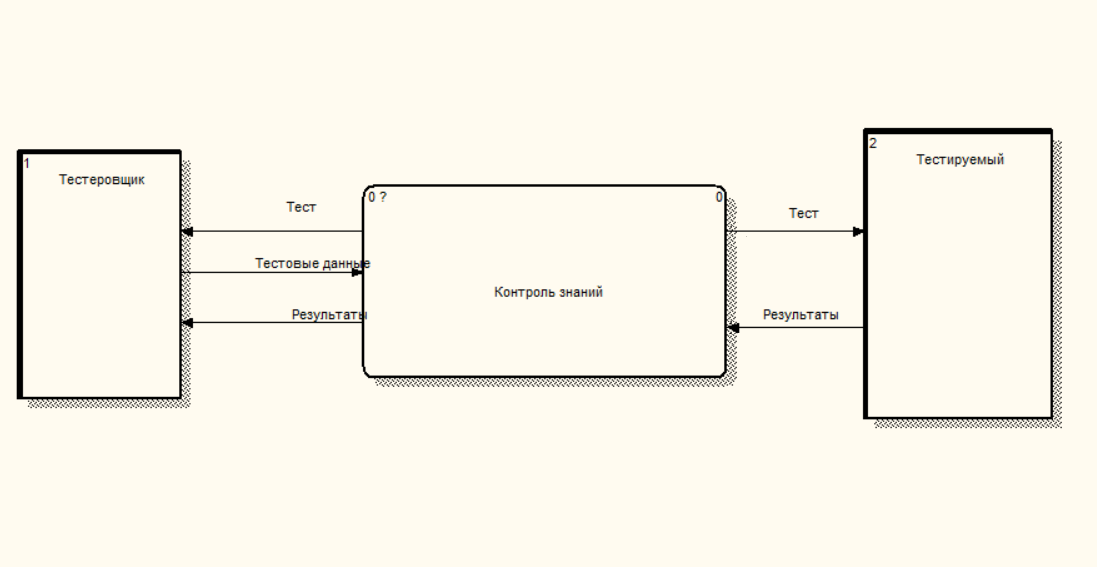 1
Тестеровщик
Тест
Тестовые данные
Результаты
0 ?
0
Контроль знаний
Тест
Результаты
2
Тестируемый